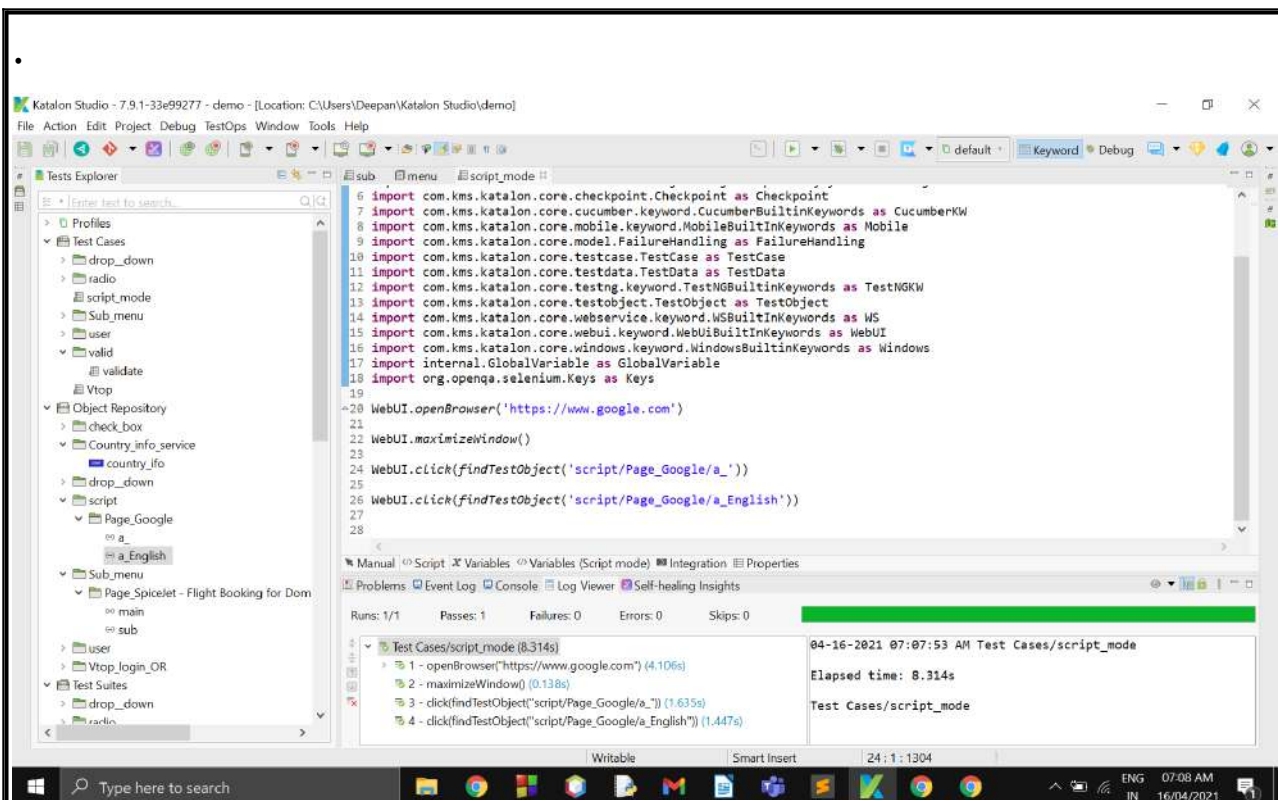 Katalon Studio - 7.9.1-33e99277 - demo - [Location: C:\Users\Deepan\Katalon Studio\demo]
File Action Edit Project Debug TestOps Window Tools Help
default Keyword Debug
Tests Explorer
Enter text to search...
Profiles
Test Cases
drop_down
radio
script_mode
Sub_menu
user
valid
validate
Vtop
Object Repository
check_box
Country_info_service
country_ifo
drop_down
script
Page_Google
a_
a_English
Sub_menu
Page_SpiceJet - Flight Booking for Dom
main
sub
user
Vtop_login_OR
Test Suites
drop_down
radio
sub menu script_mode
6 import com.kms.katalon.core.checkpoint.Checkpoint as Checkpoint
7 import com.kms.katalon.core.cucumber.keyword.CucumberBuiltinKeywords as CucumberKW
8 import com.kms.katalon.core.mobile.keyword.MobileBuiltInKeywords as Mobile
9 import com.kms.katalon.core.model.FailureHandling as FailureHandling
10 import com.kms.katalon.core.testcase.TestCase as TestCase
11 import com.kms.katalon.core.testdata.TestData as TestData
12 import com.kms.katalon.core.testng.keyword.TestNGBuiltinKeywords as TestNGKW
13 import com.kms.katalon.core.testobject.TestObject as TestObject
14 import com.kms.katalon.core.webservice.keyword.WSBuiltInKeywords as WS
15 import com.kms.katalon.core.webui.keyword.WebUiBuiltInKeywords as WebUI
16 import com.kms.katalon.core.windows.keyword.WindowsBuiltinKeywords as Windows
17 import internal.GlobalVariable as GlobalVariable
18 import org.openqa.selenium.Keys as Keys
19
20 WebUI.openBrowser('https://www.google.com')
21
22 WebUI.maximizeWindow()
23
24 WebUI.click(findTestObject('script/Page_Google/a_'))
25
26 WebUI.click(findTestObject('script/Page_Google/a_English'))
27
28
Manual Script Variables Variables (Script mode) Integration Properties
Problems Event Log Console Log Viewer Self-healing Insights
Runs: 1/1 Passes: 1 Failures: 0 Errors: 0 Skips: 0
Test Cases/script_mode (8.314s)
1 - openBrowser("https://www.google.com") (4.106s)
2 - maximizeWindow() (0.138s)
3 - click(findTestObject("script/Page_Google/a_")) (1.635s)
4 - click(findTestObject("script/Page_Google/a_English")) (1.447s)
04-16-2021 07:07:53 AM Test Cases/script_mode
Elapsed time: 8.314s
Test Cases/script_mode
Writable Smart Insert 24 : 1 : 1304
Type here to search
ENG 07:08 AM
IN 16/04/2021